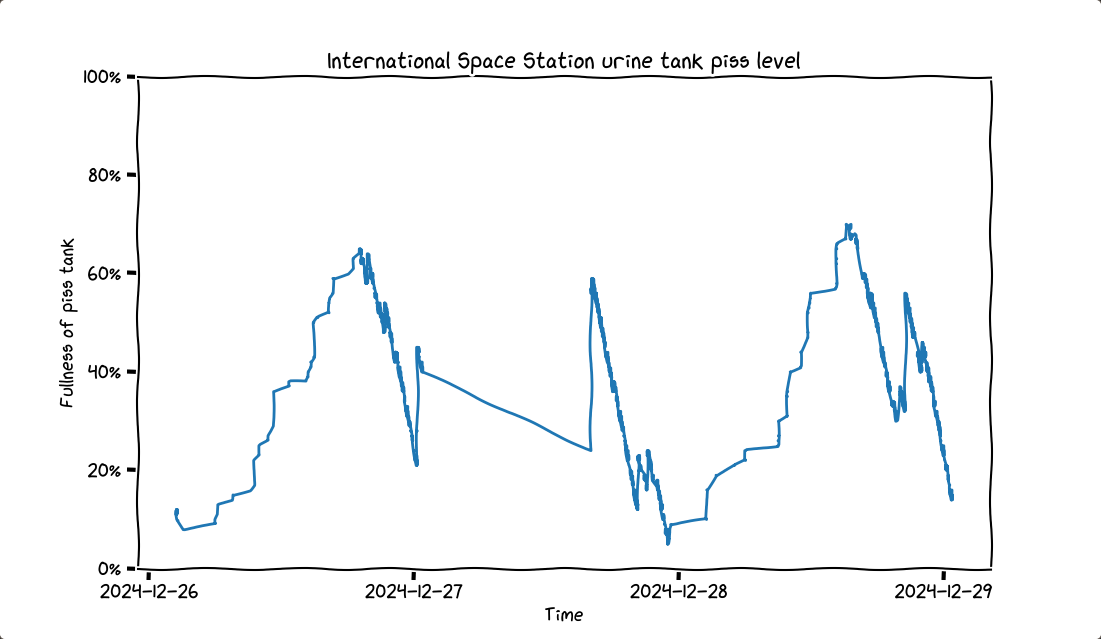 International Space Station urine tank piss level
100%
80%
60%
40%
20%
0%
Fullness of piss tank
2024-12-26 2024-12-27 2024-12-28 2024-12-29
Time